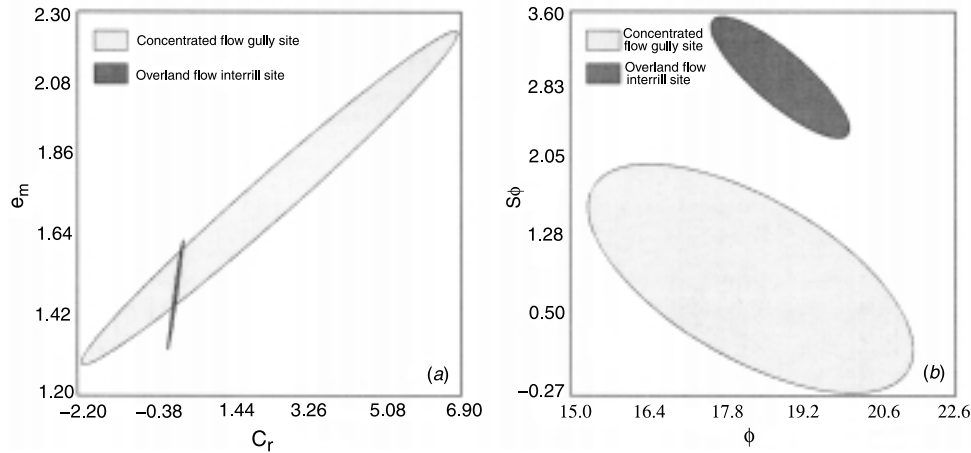 2.30
2.08
1.86
1.64
1.42
1.20
e_m
Concentrated flow gully site
Overland flow interrill site
(a)
−2.20 −0.38 1.44 3.26 5.08 6.90
C_r
3.60
2.83
2.05
1.28
0.50
−0.27
Sϕ
Concentrated
flow gully site
Overland flow
interrill site
(b)
15.0 16.4 17.8 19.2 20.6 22.6
ϕ